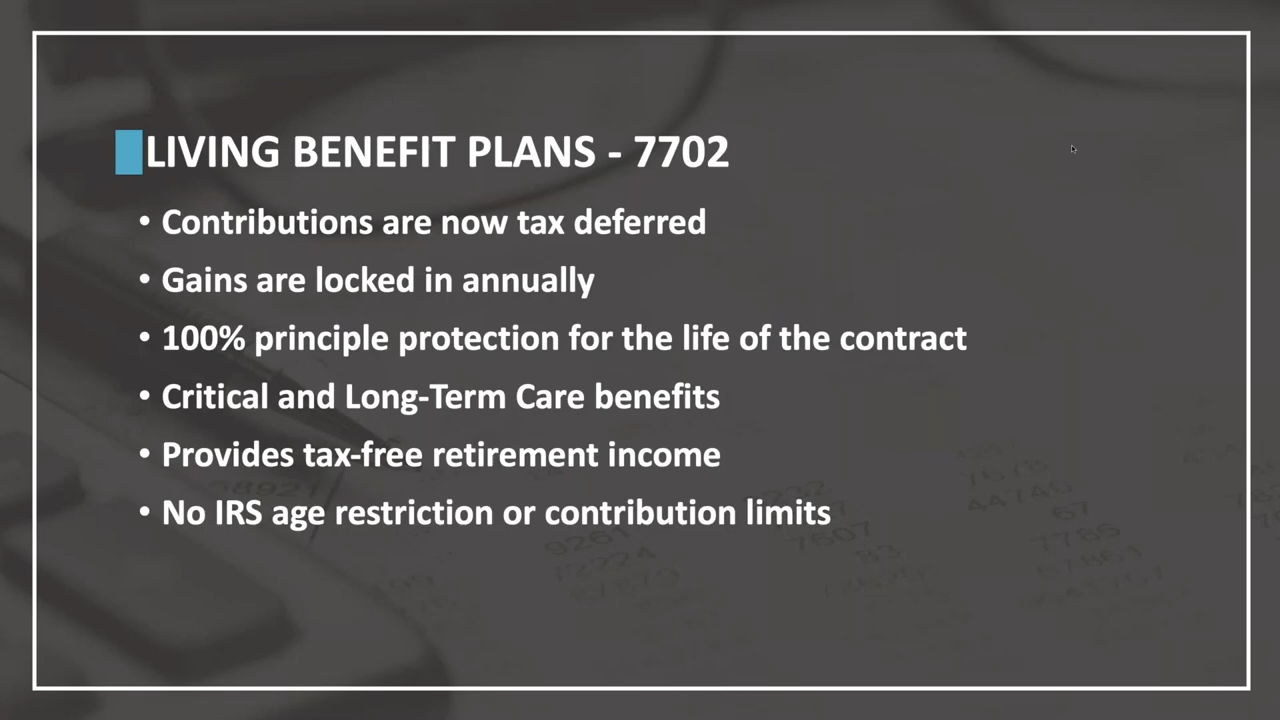 LIVING BENEFIT PLANS - 7702
• Contributions are now tax deferred
• Gains are locked in annually
• 100% principle protection for the life of the contract
• Critical and Long-Term Care benefits
• Provides tax-free retirement income
• No IRS age restriction or contribution limits